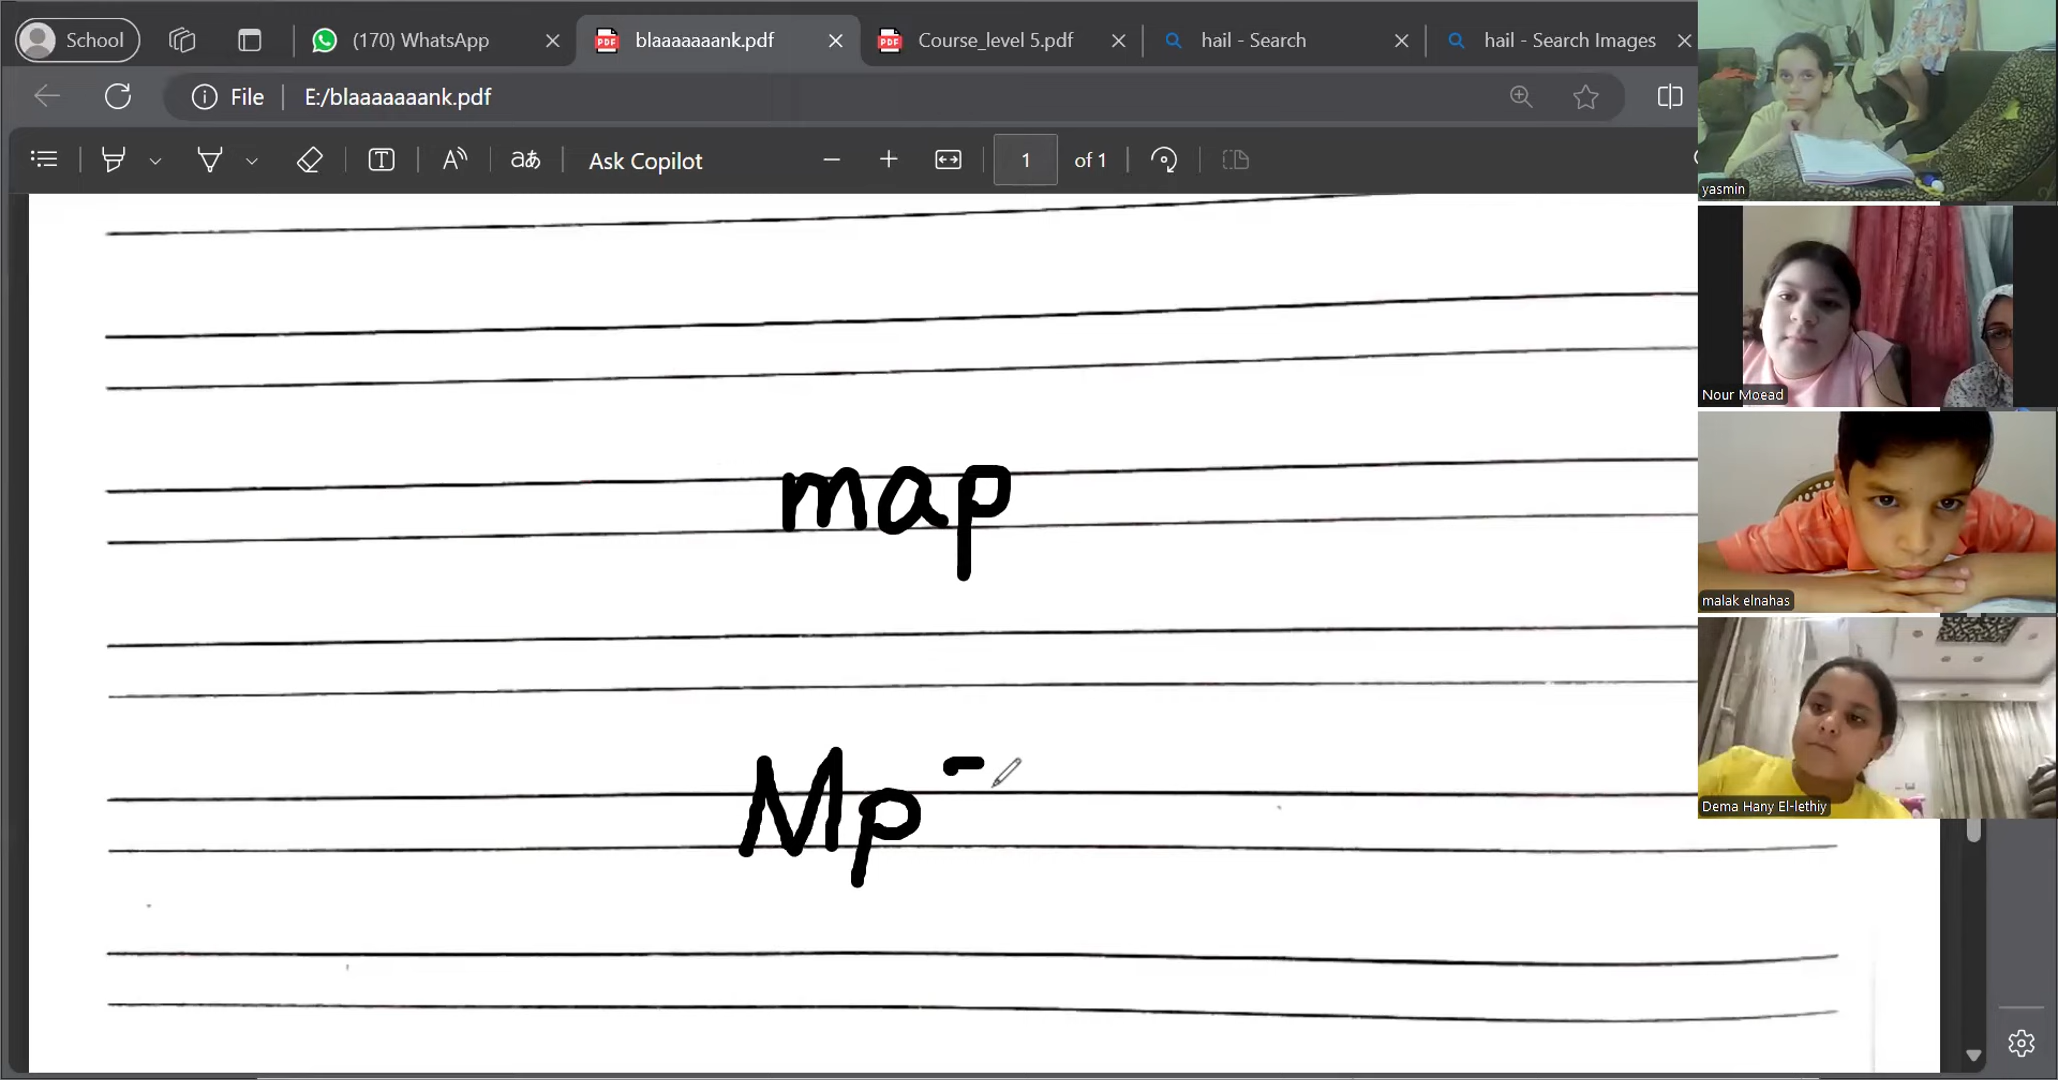 School
(170) WhatsApp
blaaaaaaank.pdf
Course_level 5.pdf
hail - Search
hail - Search Images
File
E:/blaaaaaaank.pdf
Ask Copilot
1
of 1
yasmin
Nour Moead
malak elnahas
Dema Hany El-lethiy
map
Mp-